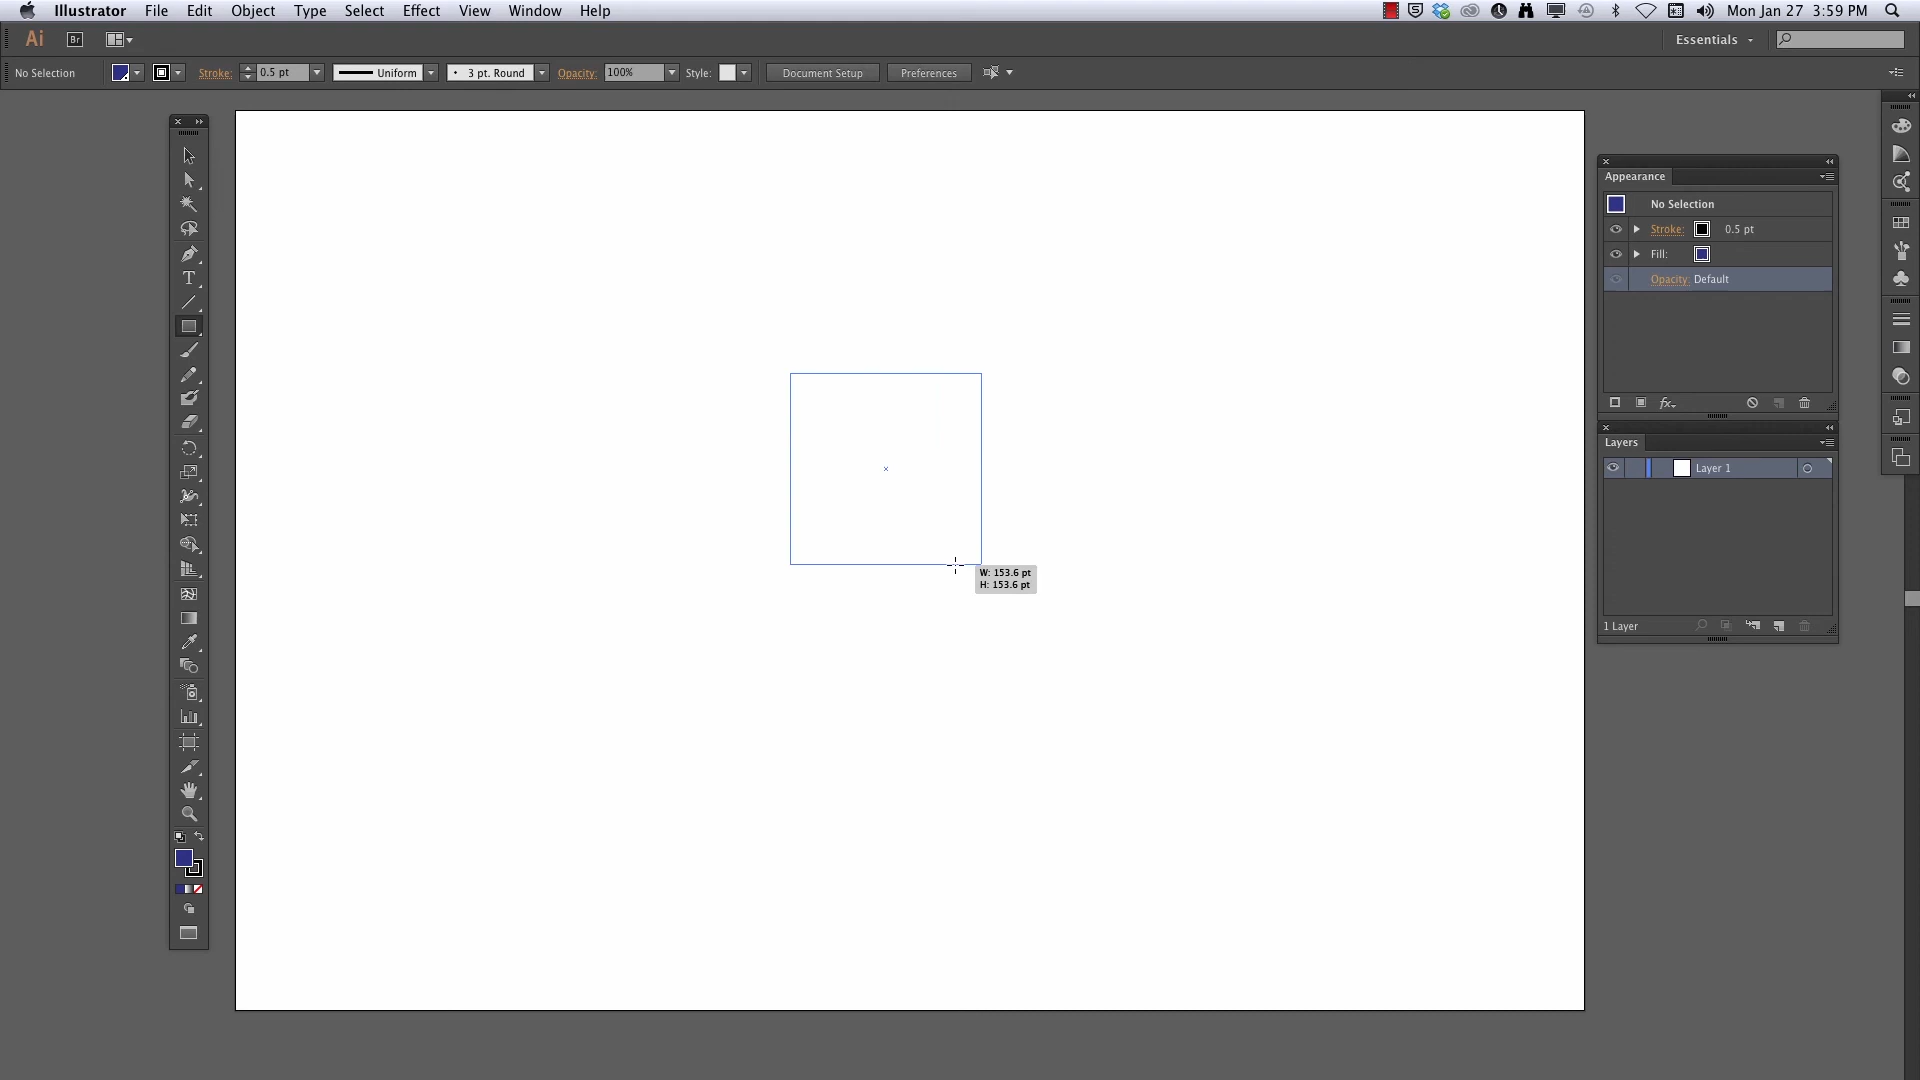 Illustrator File Edit Object Type Select Effect View Window Help Mon Jan 27 3:59 PM
Ai Br Essentials
No Selection Stroke: 0.5 pt Uniform 3 pt. Round Opacity: 100% Style: Document Setup Preferences
T
Appearance
No Selection
Stroke: 0.5 pt
Fill:
Opacity: Default
fx
Layers
Layer 1
1 Layer
W: 153.6 pt
H: 153.6 pt